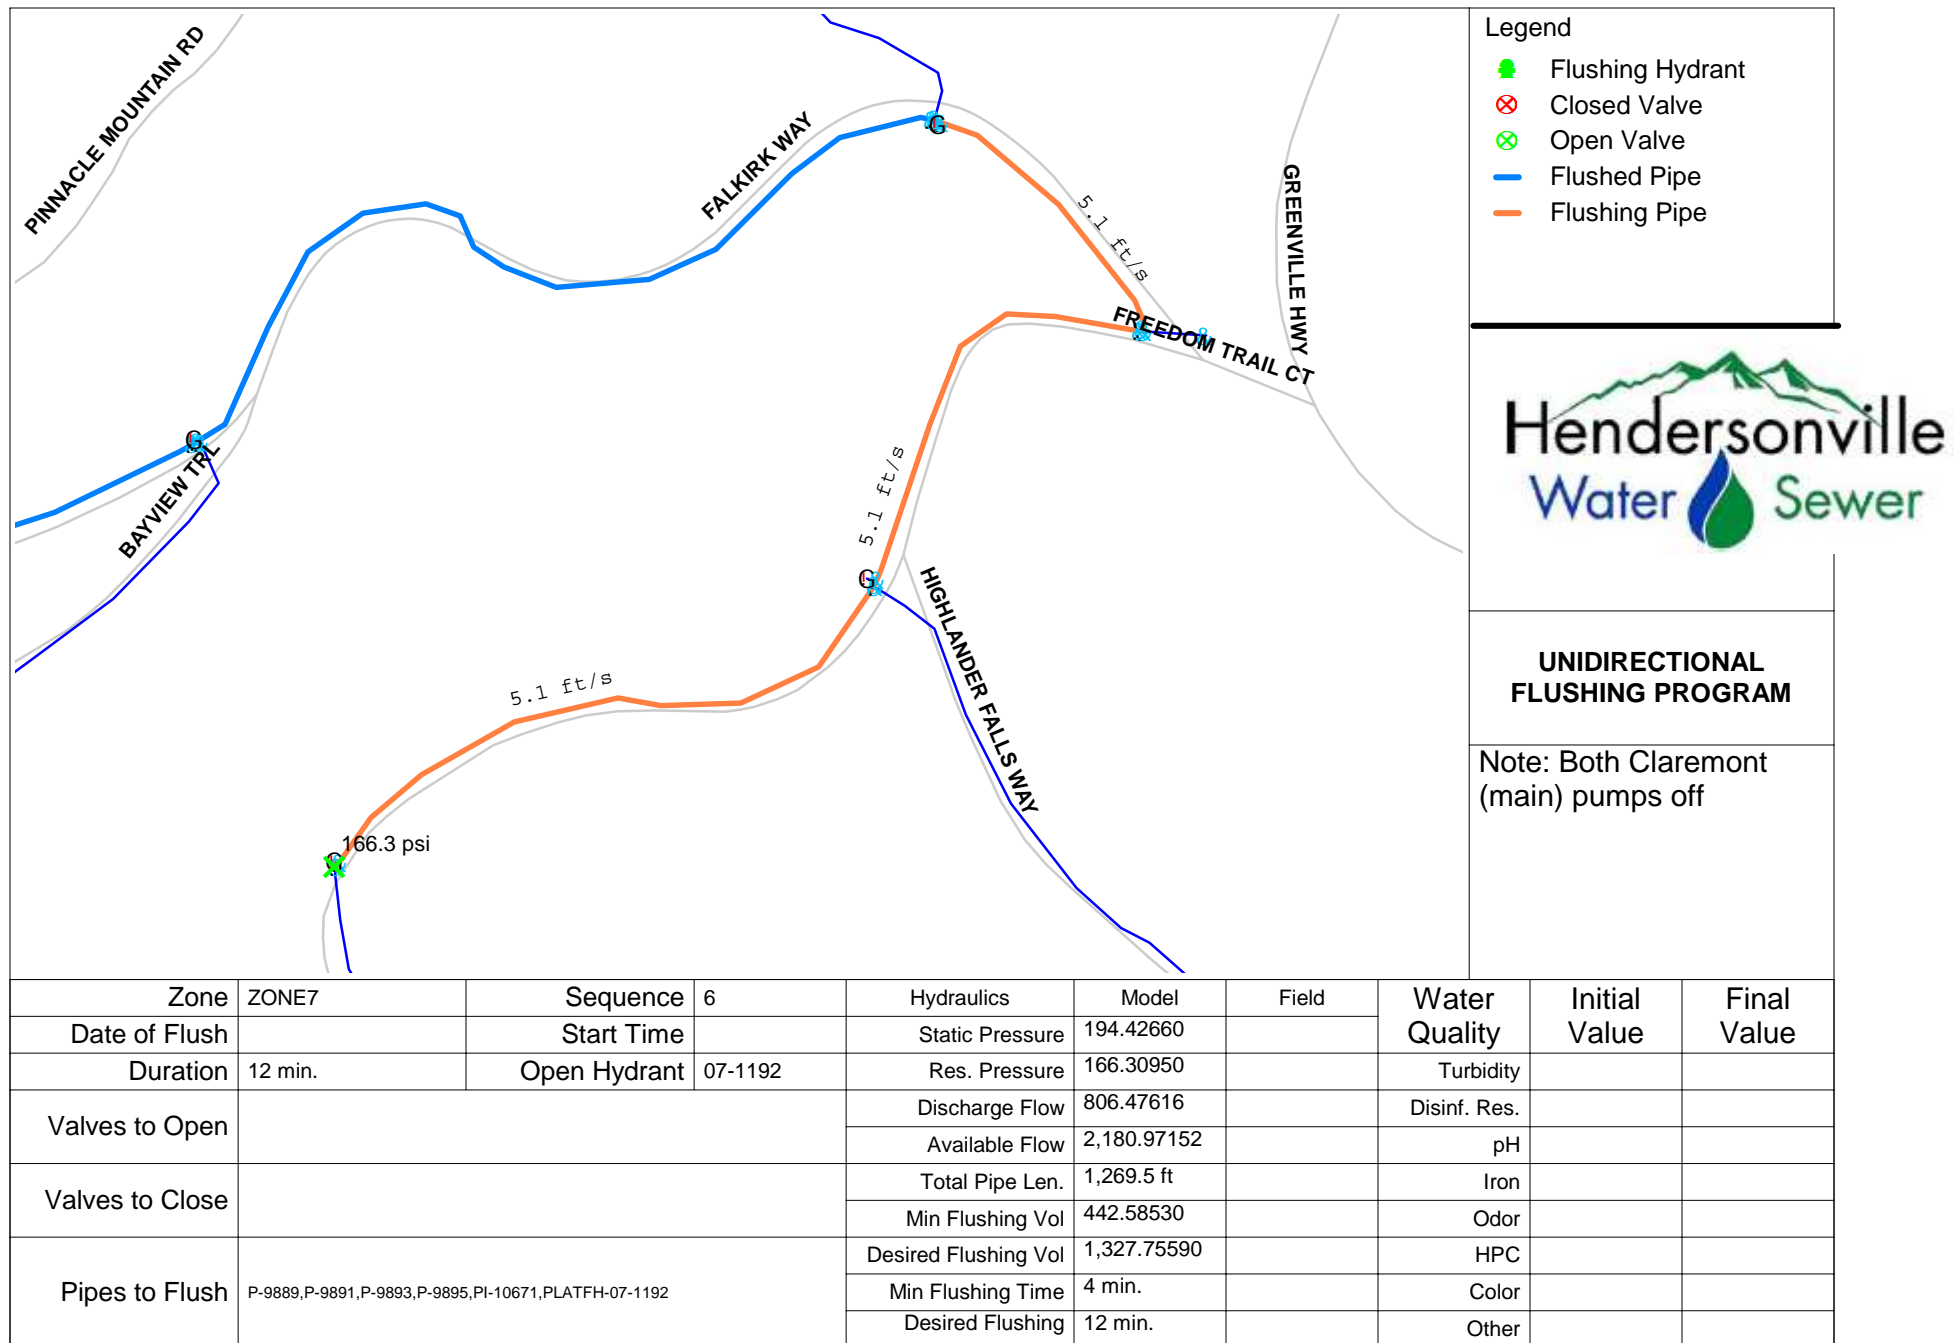 PINNACLE MOUNTAIN RD
FALKIRK WAY
GREENVILLE HWY
FREEDOM TRAIL CT
BAYVIEW TRL
HIGHLANDER FALLS WAY
5.1 ft/s
5.1 ft/s
5.1 ft/s
G
G
G
166.3 psi
Legend
Flushing Hydrant
Closed Valve
Open Valve
Flushed Pipe
Flushing Pipe
Hendersonville
Water Sewer
UNIDIRECTIONAL
FLUSHING PROGRAM
Note: Both Claremont
(main) pumps off
Zone ZONE7 Sequence 6 Hydraulics Model Field Water Quality Initial Value Final Value
Date of Flush Start Time Static Pressure 194.42660
Duration 12 min. Open Hydrant 07-1192 Res. Pressure 166.30950 Turbidity
Valves to Open Discharge Flow 806.47616 Disinf. Res.
Available Flow 2,180.97152 pH
Valves to Close Total Pipe Len. 1,269.5 ft Iron
Min Flushing Vol 442.58530 Odor
Pipes to Flush P-9889,P-9891,P-9893,P-9895,PI-10671,PLATFH-07-1192 Desired Flushing Vol 1,327.75590 HPC
Min Flushing Time 4 min. Color
Desired Flushing 12 min. Other